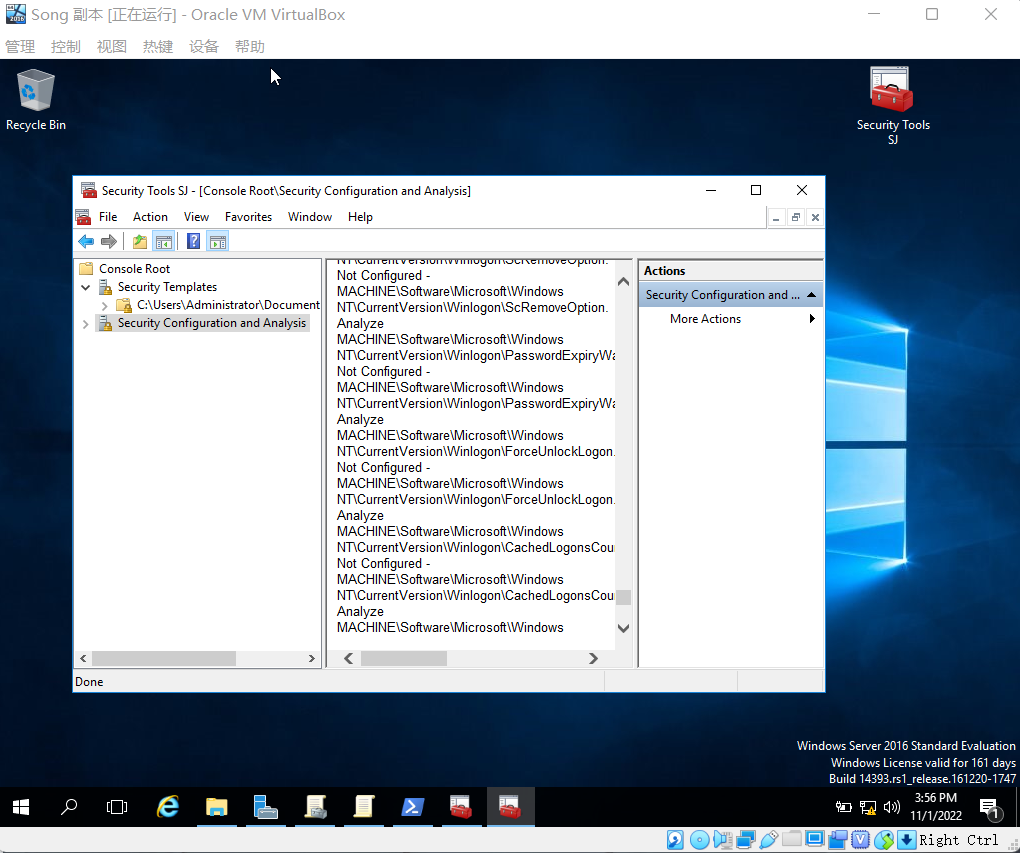 Song 副本 [正在运行] - Oracle VM VirtualBox
管理 控制 视图 热键 设备 帮助
Recycle Bin
Security Tools
SJ
Security Tools SJ - [Console Root\Security Configuration and Analysis]
File Action View Favorites Window Help
Console Root
Security Templates
C:\Users\Administrator\Document
Security Configuration and Analysis
NT\CurrentVersion\Winlogon\ScRemoveOption.
Not Configured -
MACHINE\Software\Microsoft\Windows
NT\CurrentVersion\Winlogon\ScRemoveOption.
Analyze
MACHINE\Software\Microsoft\Windows
NT\CurrentVersion\Winlogon\PasswordExpiryWa
Not Configured -
MACHINE\Software\Microsoft\Windows
NT\CurrentVersion\Winlogon\PasswordExpiryWa
Analyze
MACHINE\Software\Microsoft\Windows
NT\CurrentVersion\Winlogon\ForceUnlockLogon.
Not Configured -
MACHINE\Software\Microsoft\Windows
NT\CurrentVersion\Winlogon\ForceUnlockLogon.
Analyze
MACHINE\Software\Microsoft\Windows
NT\CurrentVersion\Winlogon\CachedLogonsCou
Not Configured -
MACHINE\Software\Microsoft\Windows
NT\CurrentVersion\Winlogon\CachedLogonsCou
Analyze
MACHINE\Software\Microsoft\Windows
Actions
Security Configuration and ...
More Actions
Done
Windows Server 2016 Standard Evaluation
Windows License valid for 161 days
Build 14393.rs1_release.161220-1747
3:56 PM
11/1/2022
1
Right Ctrl